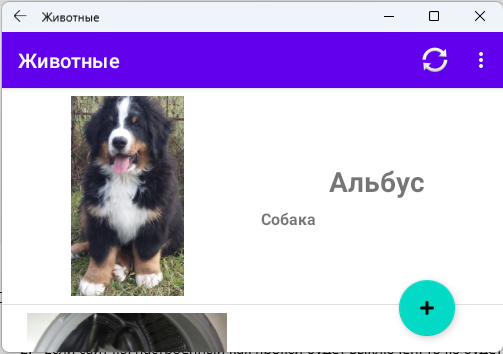 Животные
Животные
Альбус
Собака